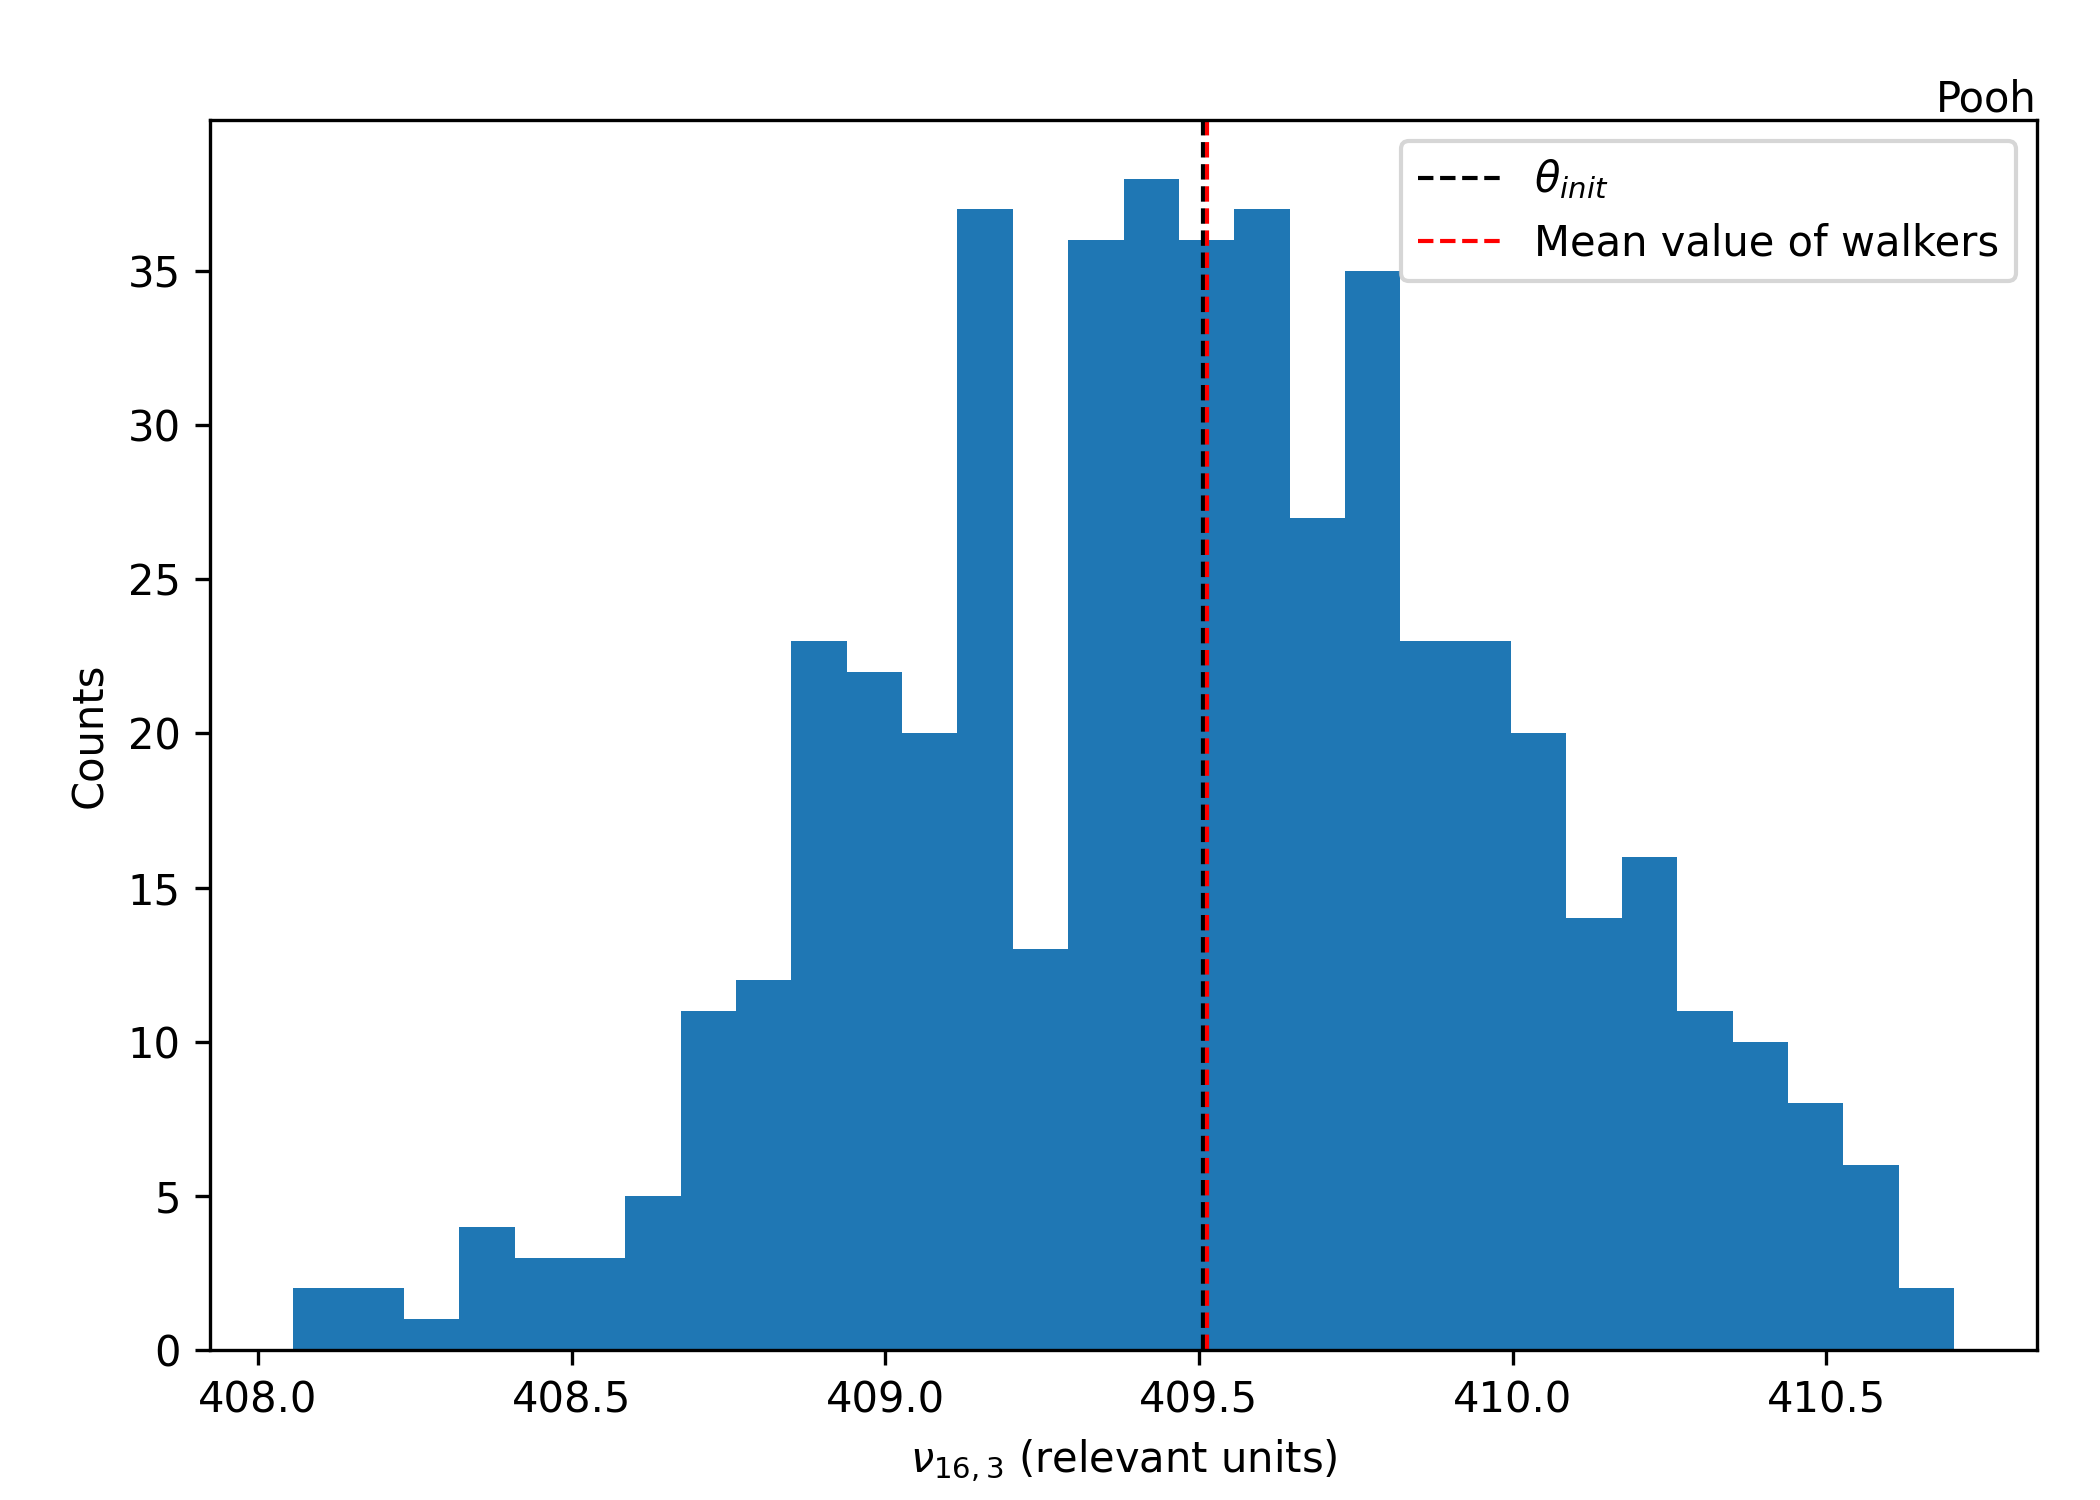 Pooh
θinit
Mean value of walkers
35
30
25
20
15
10
5
0
Counts
408.0 408.5 409.0 409.5 410.0 410.5
ν16, 3 (relevant units)